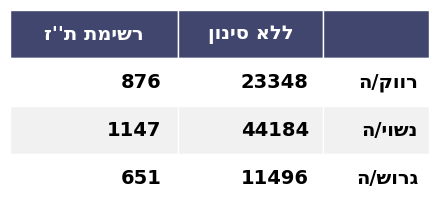 ללא סינון רשימת ת''ז
רווק/ה 23348 876
נשוי/ה 44184 1147
גרוש/ה 11496 651